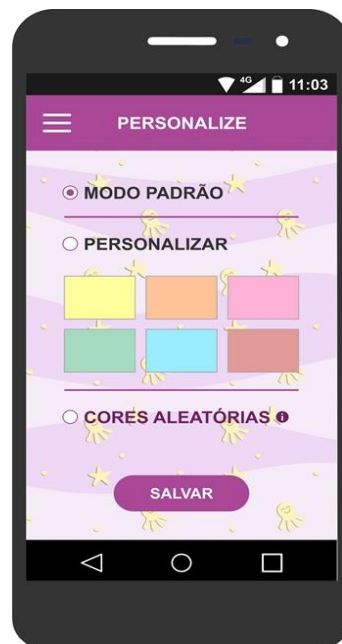 4G 11:03
PERSONALIZE
MODO PADRÃO
PERSONALIZAR
CORES ALEATÓRIAS i
SALVAR